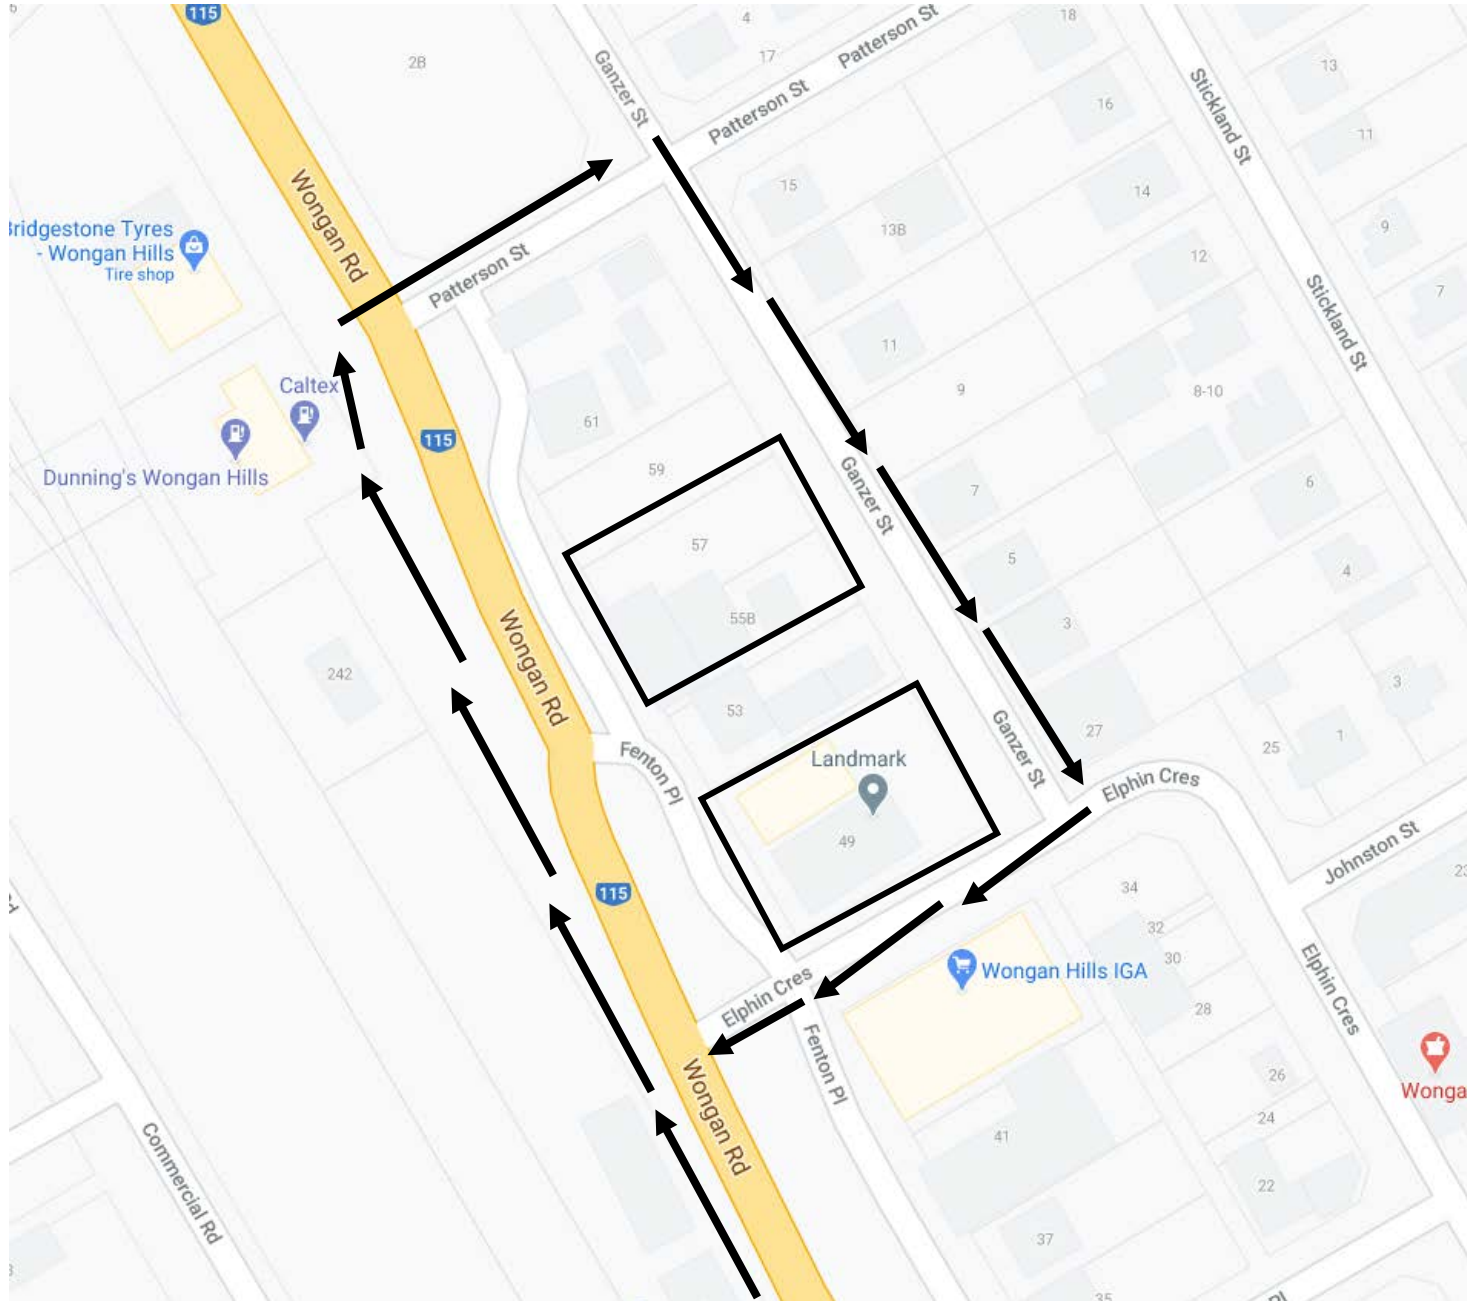 115
4
18
17
Patterson St
2B
Ganzer St
13
Patterson St
16
Stickland St
11
15
14
Wongan Rd
13B
9
Bridgestone Tyres
- Wongan Hills
Tire shop
12
Patterson St
7
Stickland St
11
Caltex
9
8-10
61
115
59
Dunning's Wongan Hills
Ganzer St
7
6
57
5
4
55B
3
Wongan Rd
242
3
53
Ganzer St
27
25
1
Fenton Pl
Landmark
Elphin Cres
49
Johnston St
34
115
32
30
Wongan Hills IGA
Elphin Cres
Elphin Cres
28
Fenton Pl
Wongan Rd
26
Wonga
24
41
Commercial Rd
22
37
35